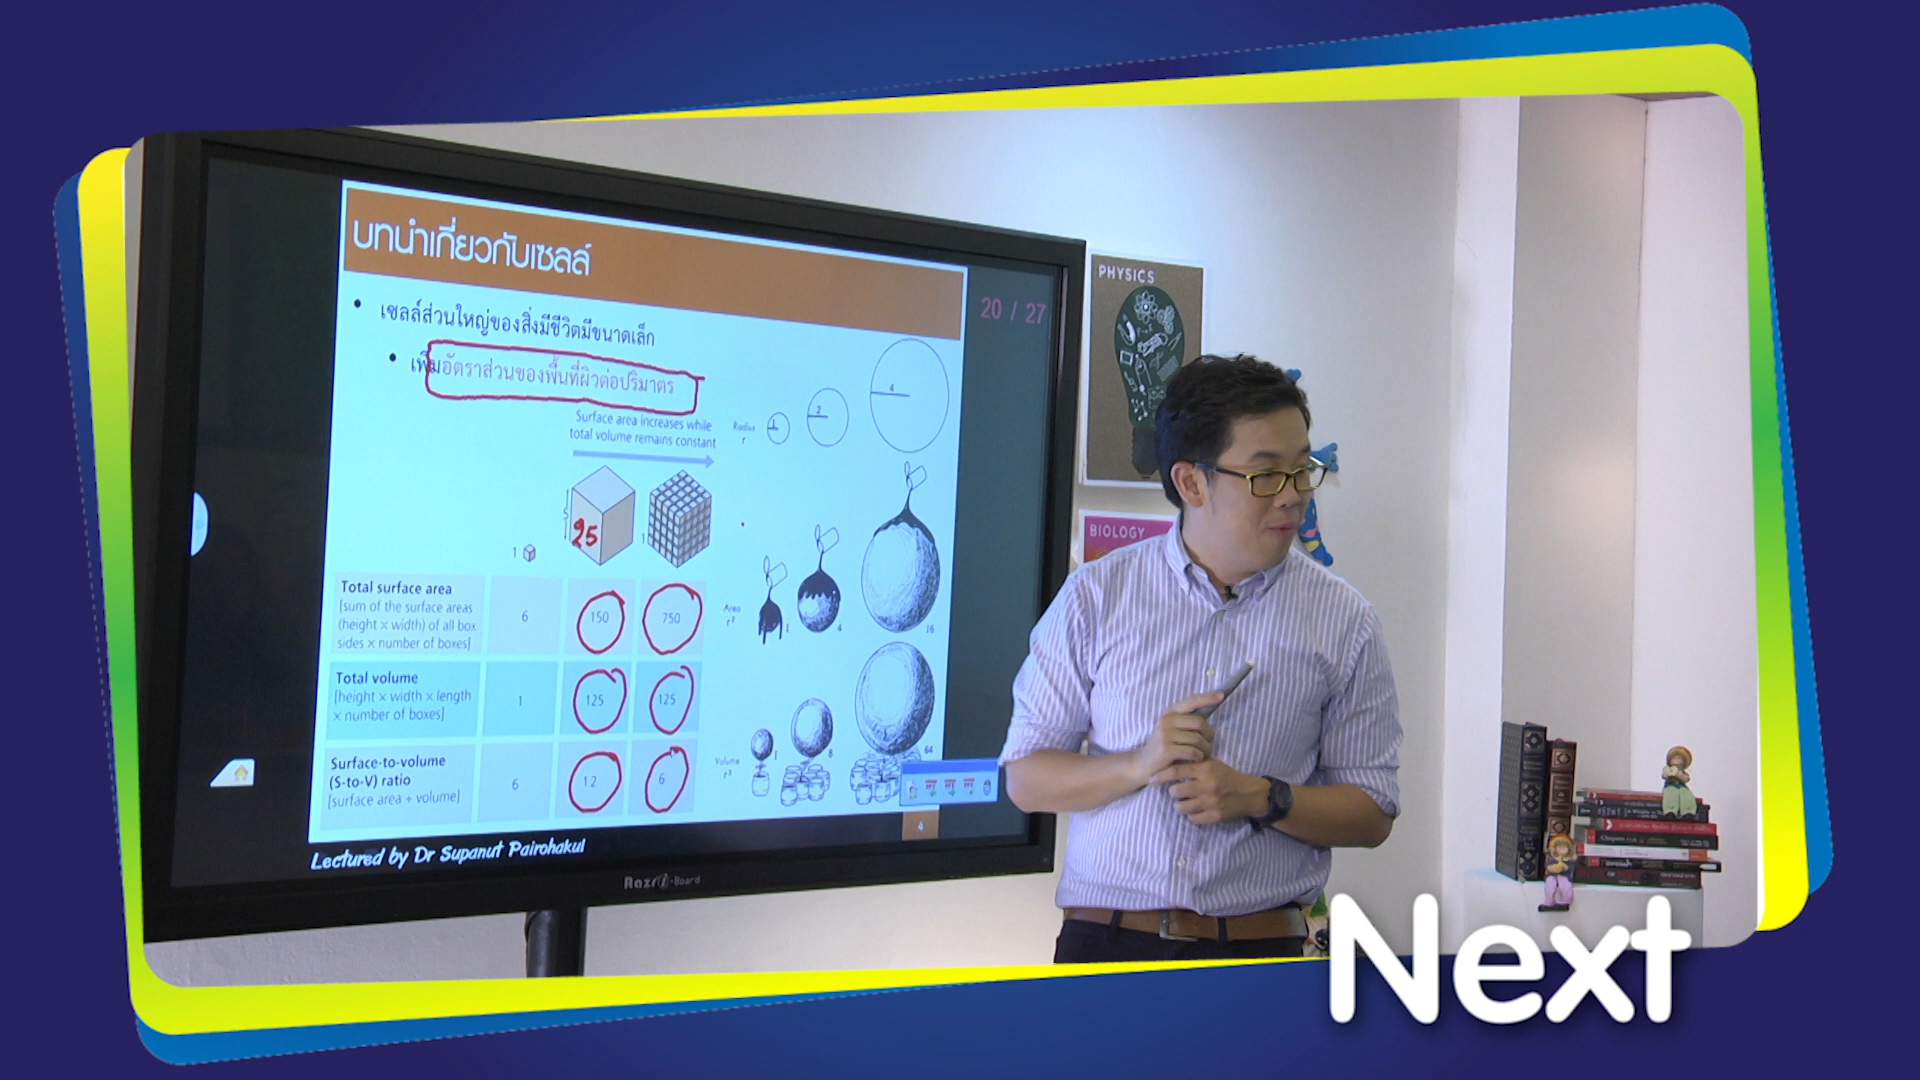 บทนำเกี่ยวกับเซลล์
20 / 27
• เซลล์ส่วนใหญ่ของสิ่งมีชีวิตมีขนาดเล็ก
• เพิ่มอัตราส่วนของพื้นที่ผิวต่อปริมาตร
Surface area increases while
total volume remains constant
5
25
1
1
Total surface area
[sum of the surface areas
(height × width) of all box
sides × number of boxes]
6
150
750
Total volume
[height × width × length
× number of boxes]
1
125
125
Surface-to-volume
(S-to-V) ratio
[surface area ÷ volume]
6
1.2
6
Radius
r
1
2
4
Area
r²
1
4
16
Volume
r³
1
8
64
4
Lectured by Dr Supanut Pairohakul
Razri-Board
PHYSICS
BIOLOGY
Next